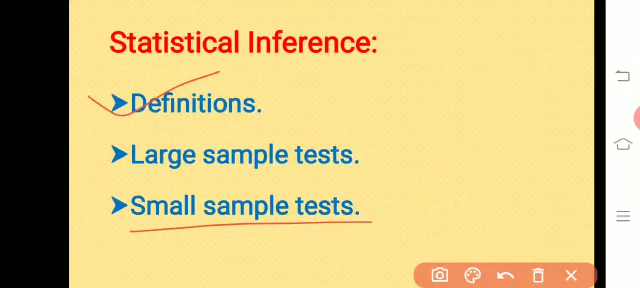 Statistical Inference:
➤Definitions.
➤Large sample tests.
➤Small sample tests.